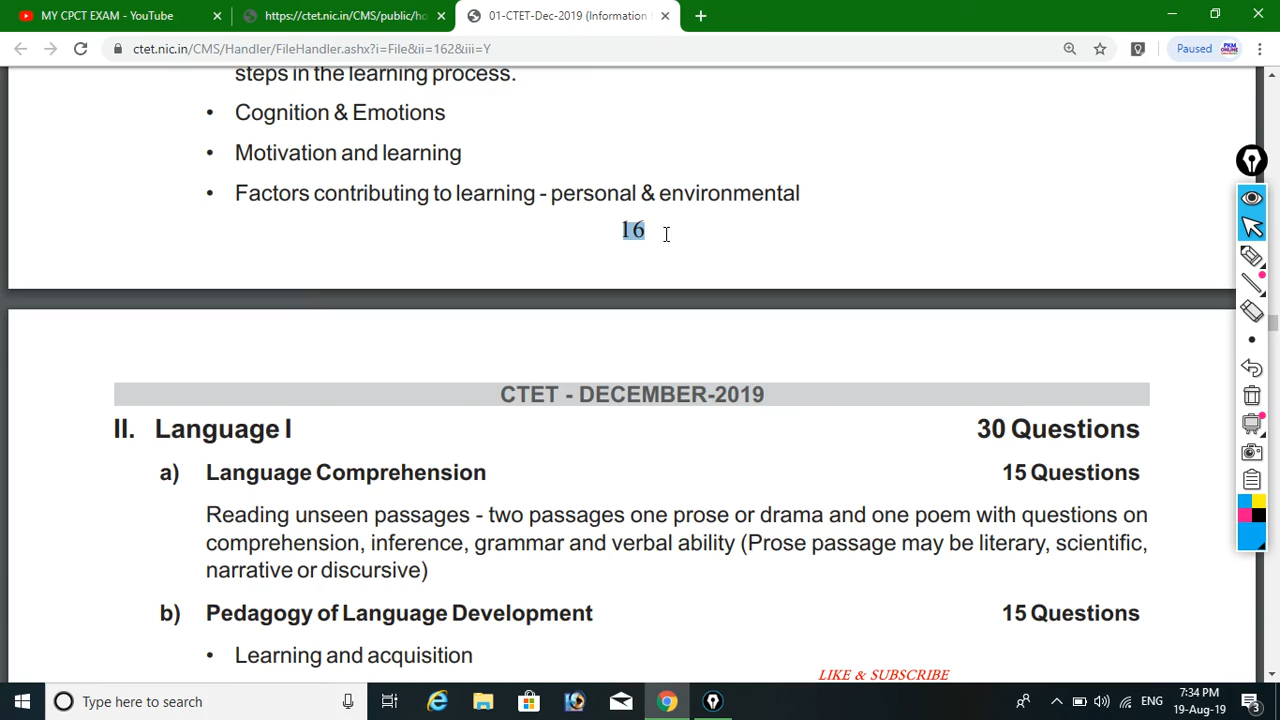 MY CPCT EXAM - YouTube
https://ctet.nic.in/CMS/public/ho
01-CTET-Dec-2019 (Information
ctet.nic.in/CMS/Handler/FileHandler.ashx?i=File&ii=162&iii=Y
Paused
steps in the learning process.
• Cognition & Emotions
• Motivation and learning
• Factors contributing to learning - personal & environmental
16
CTET - DECEMBER-2019
II. Language I 30 Questions
a) Language Comprehension 15 Questions
Reading unseen passages - two passages one prose or drama and one poem with questions on
comprehension, inference, grammar and verbal ability (Prose passage may be literary, scientific,
narrative or discursive)
b) Pedagogy of Language Development 15 Questions
• Learning and acquisition
LIKE & SUBSCRIBE
Type here to search
ENG
7:34 PM
19-Aug-19
3